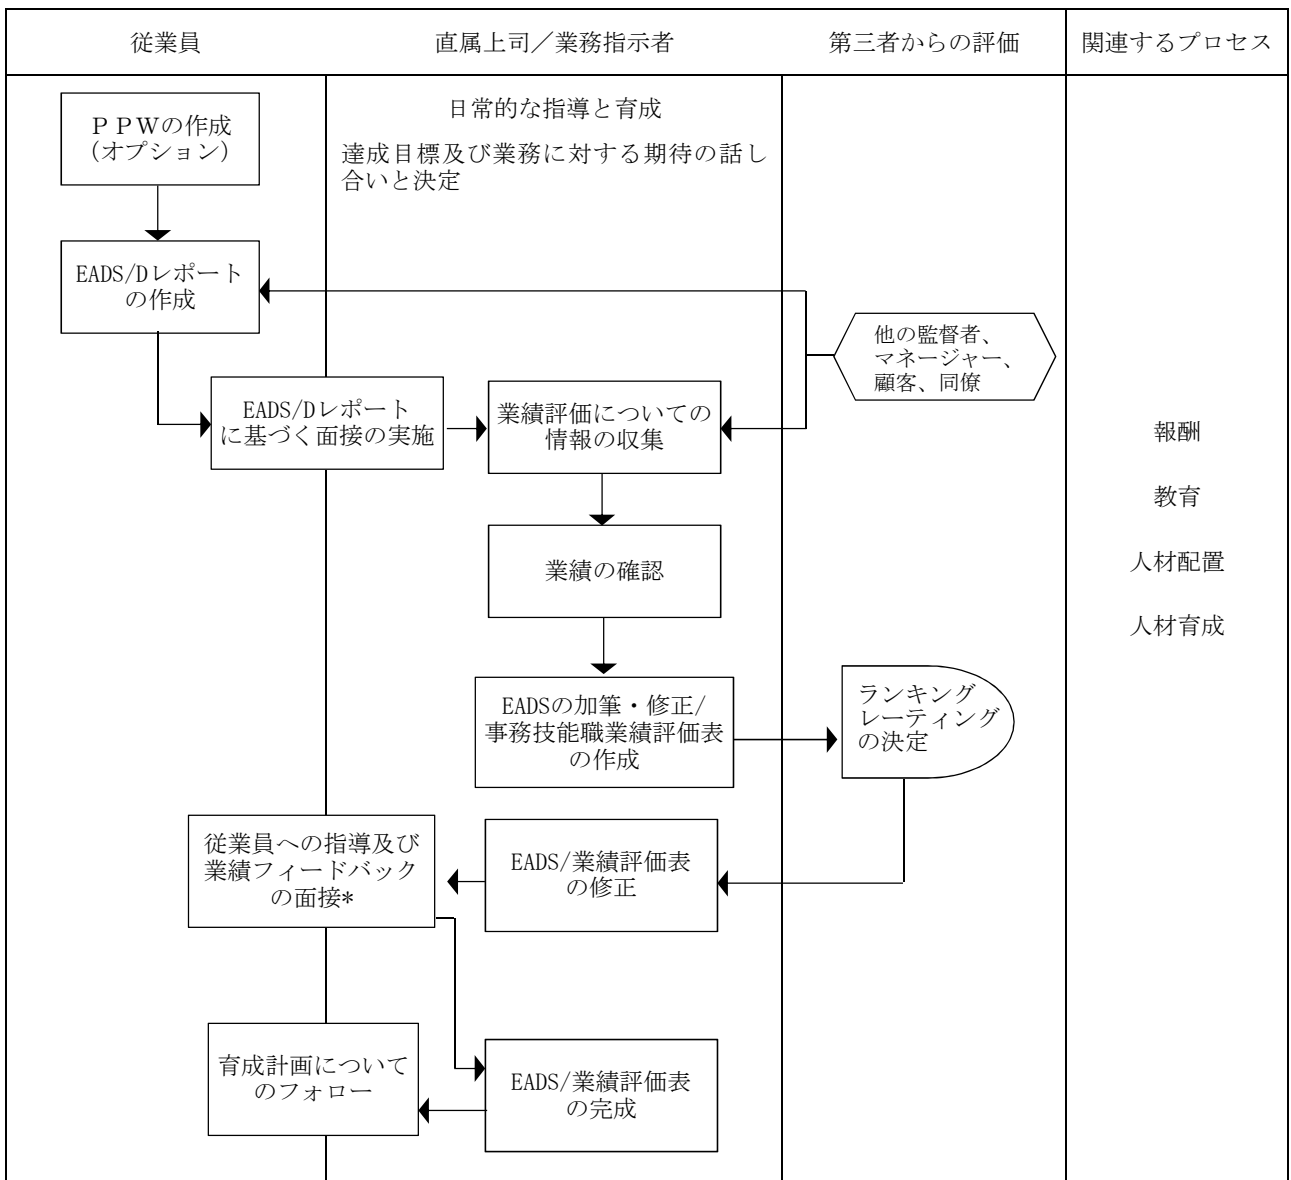 従業員
直属上司／業務指示者
第三者からの評価
関連するプロセス
ＰＰＷの作成
（オプション）
日常的な指導と育成
達成目標及び業務に対する期待の話し
合いと決定
EADS/Dレポート
の作成
他の監督者、
マネージャー、
顧客、同僚
EADS/Dレポート
に基づく面接の実施
業績評価についての
情報の収集
報酬
教育
人材配置
人材育成
業績の確認
EADSの加筆・修正/
事務技能職業績評価表
の作成
ランキング
レーティング
の決定
従業員への指導及び
業績フィードバック
の面接*
EADS/業績評価表
の修正
育成計画について
のフォロー
EADS/業績評価表
の完成